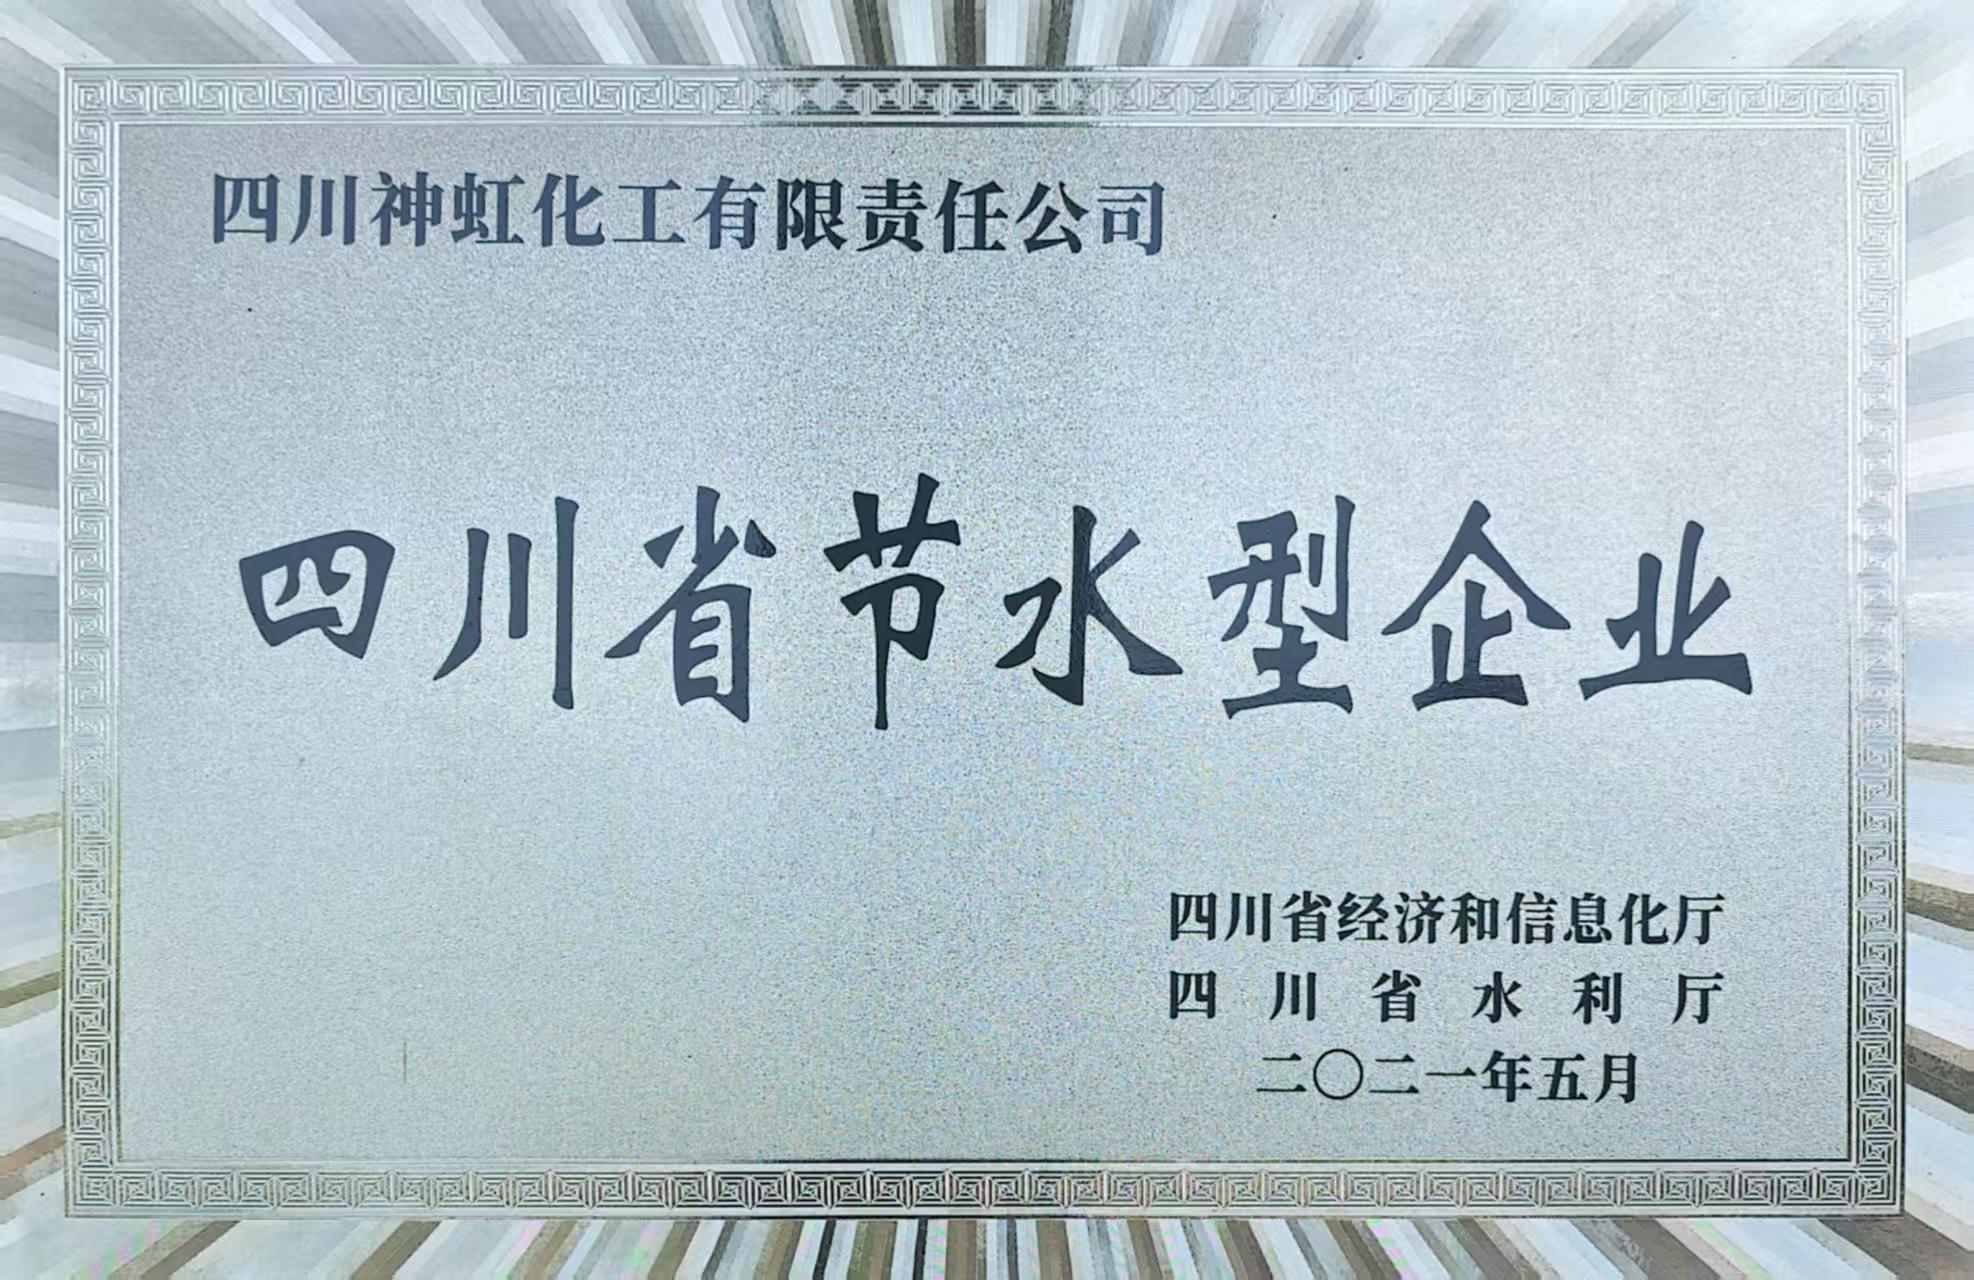 四川神虹化工有限责任公司
四川省节水型企业
四川省经济和信息化厅
四川省水利厅
二〇二一年五月